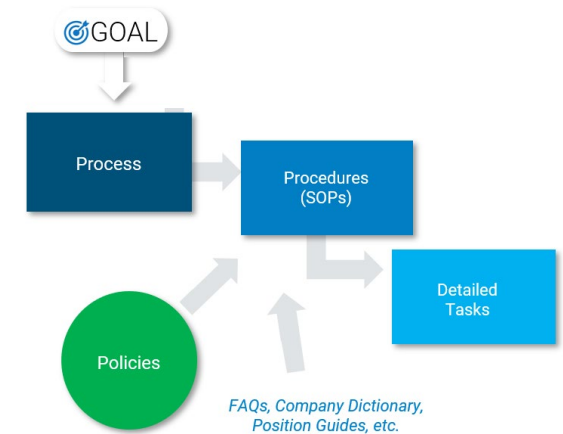 GOAL
Process
Procedures
(SOPs)
Detailed
Tasks
Policies
FAQs, Company Dictionary,
Position Guides, etc.